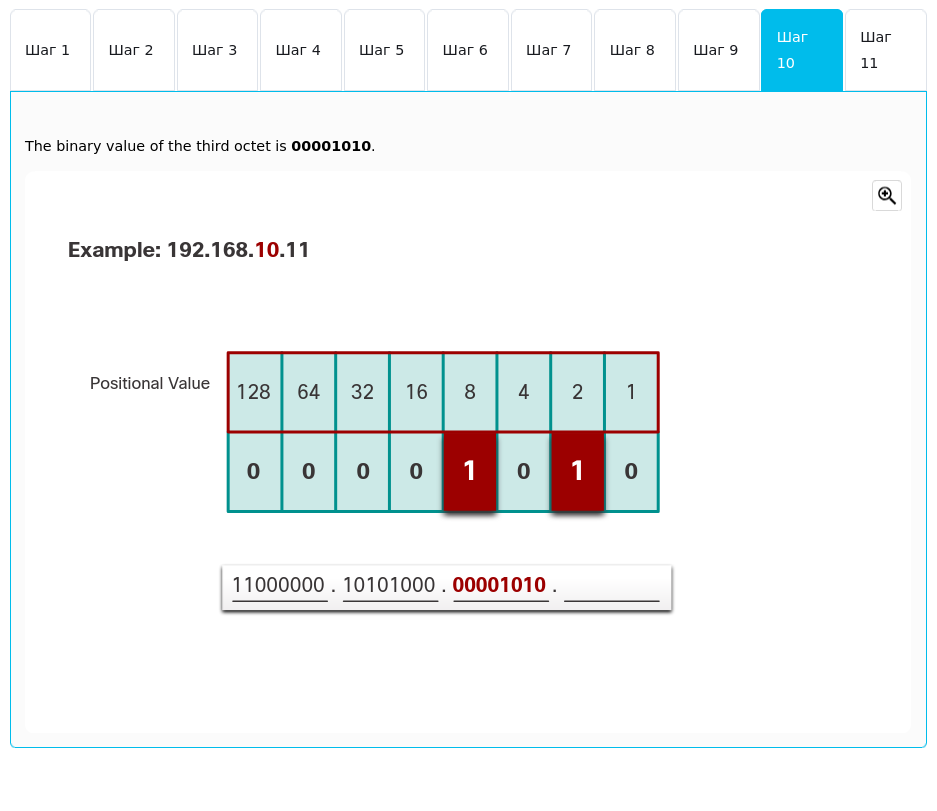 Шаг 1
Шаг 2
Шаг 3
Шаг 4
Шаг 5
Шаг 6
Шаг 7
Шаг 8
Шаг 9
Шаг
10
Шаг
11
The binary value of the third octet is 00001010.
Example: 192.168.10.11
Positional Value
128 64 32 16 8 4 2 1
0 0 0 0 1 0 1 0
11000000 . 10101000 . 00001010 .